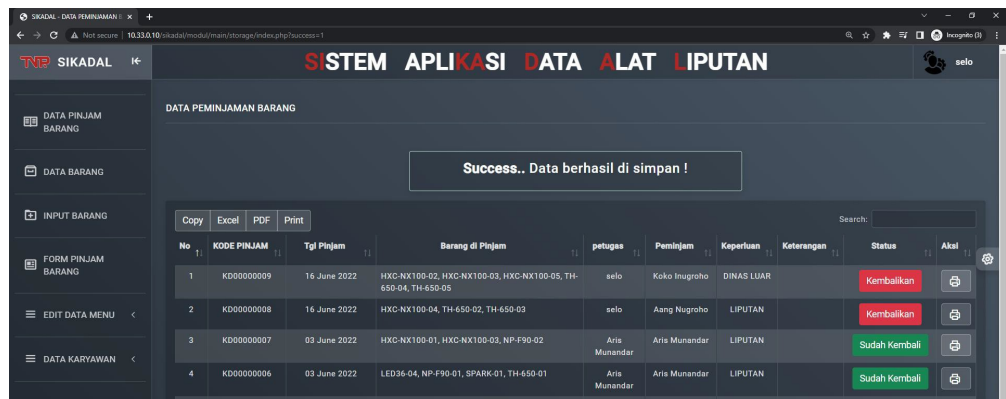 SIKADAL - DATA PEMINJAMAN B
Not secure | 10.33.0.10/sikadal/modul/main/storage/index.php?success=1
Incognito (3)
TVP SIKADAL
SISTEM APLIKASI DATA ALAT LIPUTAN
selo
DATA PINJAM
BARANG
DATA BARANG
INPUT BARANG
FORM PINJAM
BARANG
EDIT DATA MENU
DATA KARYAWAN
DATA PEMINJAMAN BARANG
Success.. Data berhasil di simpan !
Copy Excel PDF Print
Search:
No KODE PINJAM Tgl Pinjam Barang di Pinjam petugas Peminjam Keperluan Keterangan Status Aksi
1 KD00000009 16 June 2022 HXC-NX100-02, HXC-NX100-03, HXC-NX100-05, TH-
650-04, TH-650-05 selo Koko Inugroho DINAS LUAR Kembalikan
2 KD00000008 16 June 2022 HXC-NX100-04, TH-650-02, TH-650-03 selo Aang Nugroho LIPUTAN Kembalikan
3 KD00000007 03 June 2022 HXC-NX100-01, HXC-NX100-03, NP-F90-02 Aris
Munandar Aris Munandar LIPUTAN Sudah Kembali
4 KD00000006 03 June 2022 LED36-04, NP-F90-01, SPARK-01, TH-650-01 Aris
Munandar Aris Munandar LIPUTAN Sudah Kembali